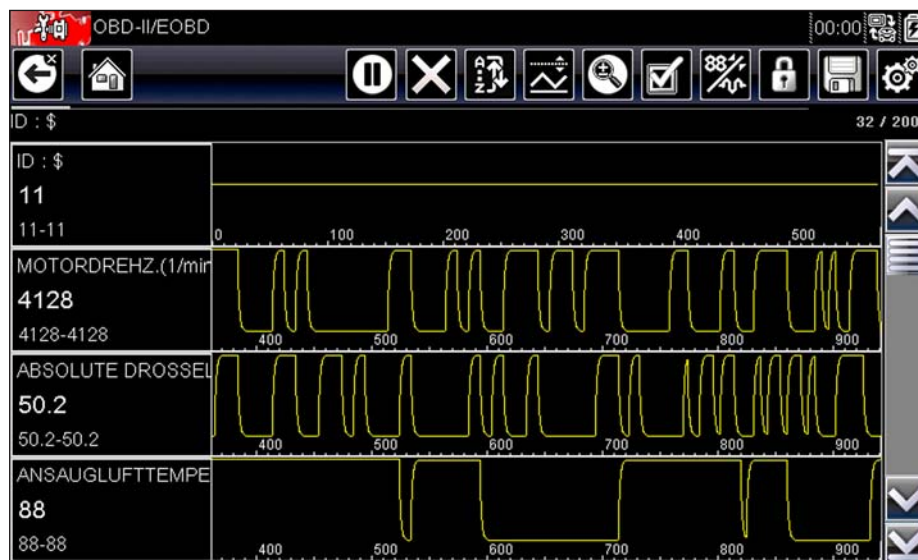 OBD-II/EOBD 00:00
88
A
Z
ID : $ 32 / 200
ID : $
11
11-11
0 100 200 300 400 500
MOTORDREHZ.(1/min
4128
4128-4128
400 500 600 700 800 900
ABSOLUTE DROSSEL
50.2
50.2-50.2
400 500 600 700 800 900
ANSAUGLUFTTEMPE
88
88-88
400 500 600 700 800 900